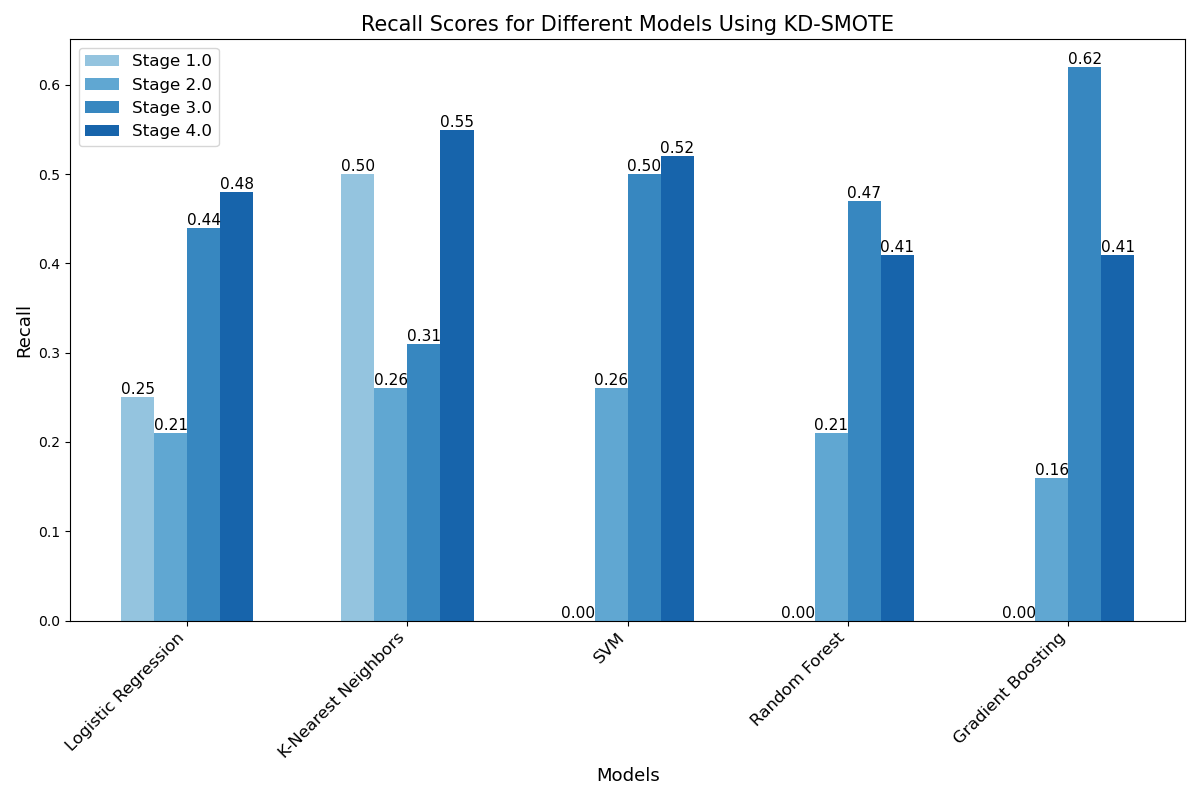 Recall Scores for Different Models Using KD-SMOTE
Stage 1.0
Stage 2.0
Stage 3.0
Stage 4.0
Recall
0.6
0.5
0.4
0.3
0.2
0.1
0.0
0.25
0.21
0.44
0.48
0.50
0.26
0.31
0.55
0.00
0.26
0.50
0.52
0.00
0.21
0.47
0.41
0.00
0.16
0.62
0.41
Logistic Regression
K-Nearest Neighbors
SVM
Random Forest
Gradient Boosting
Models